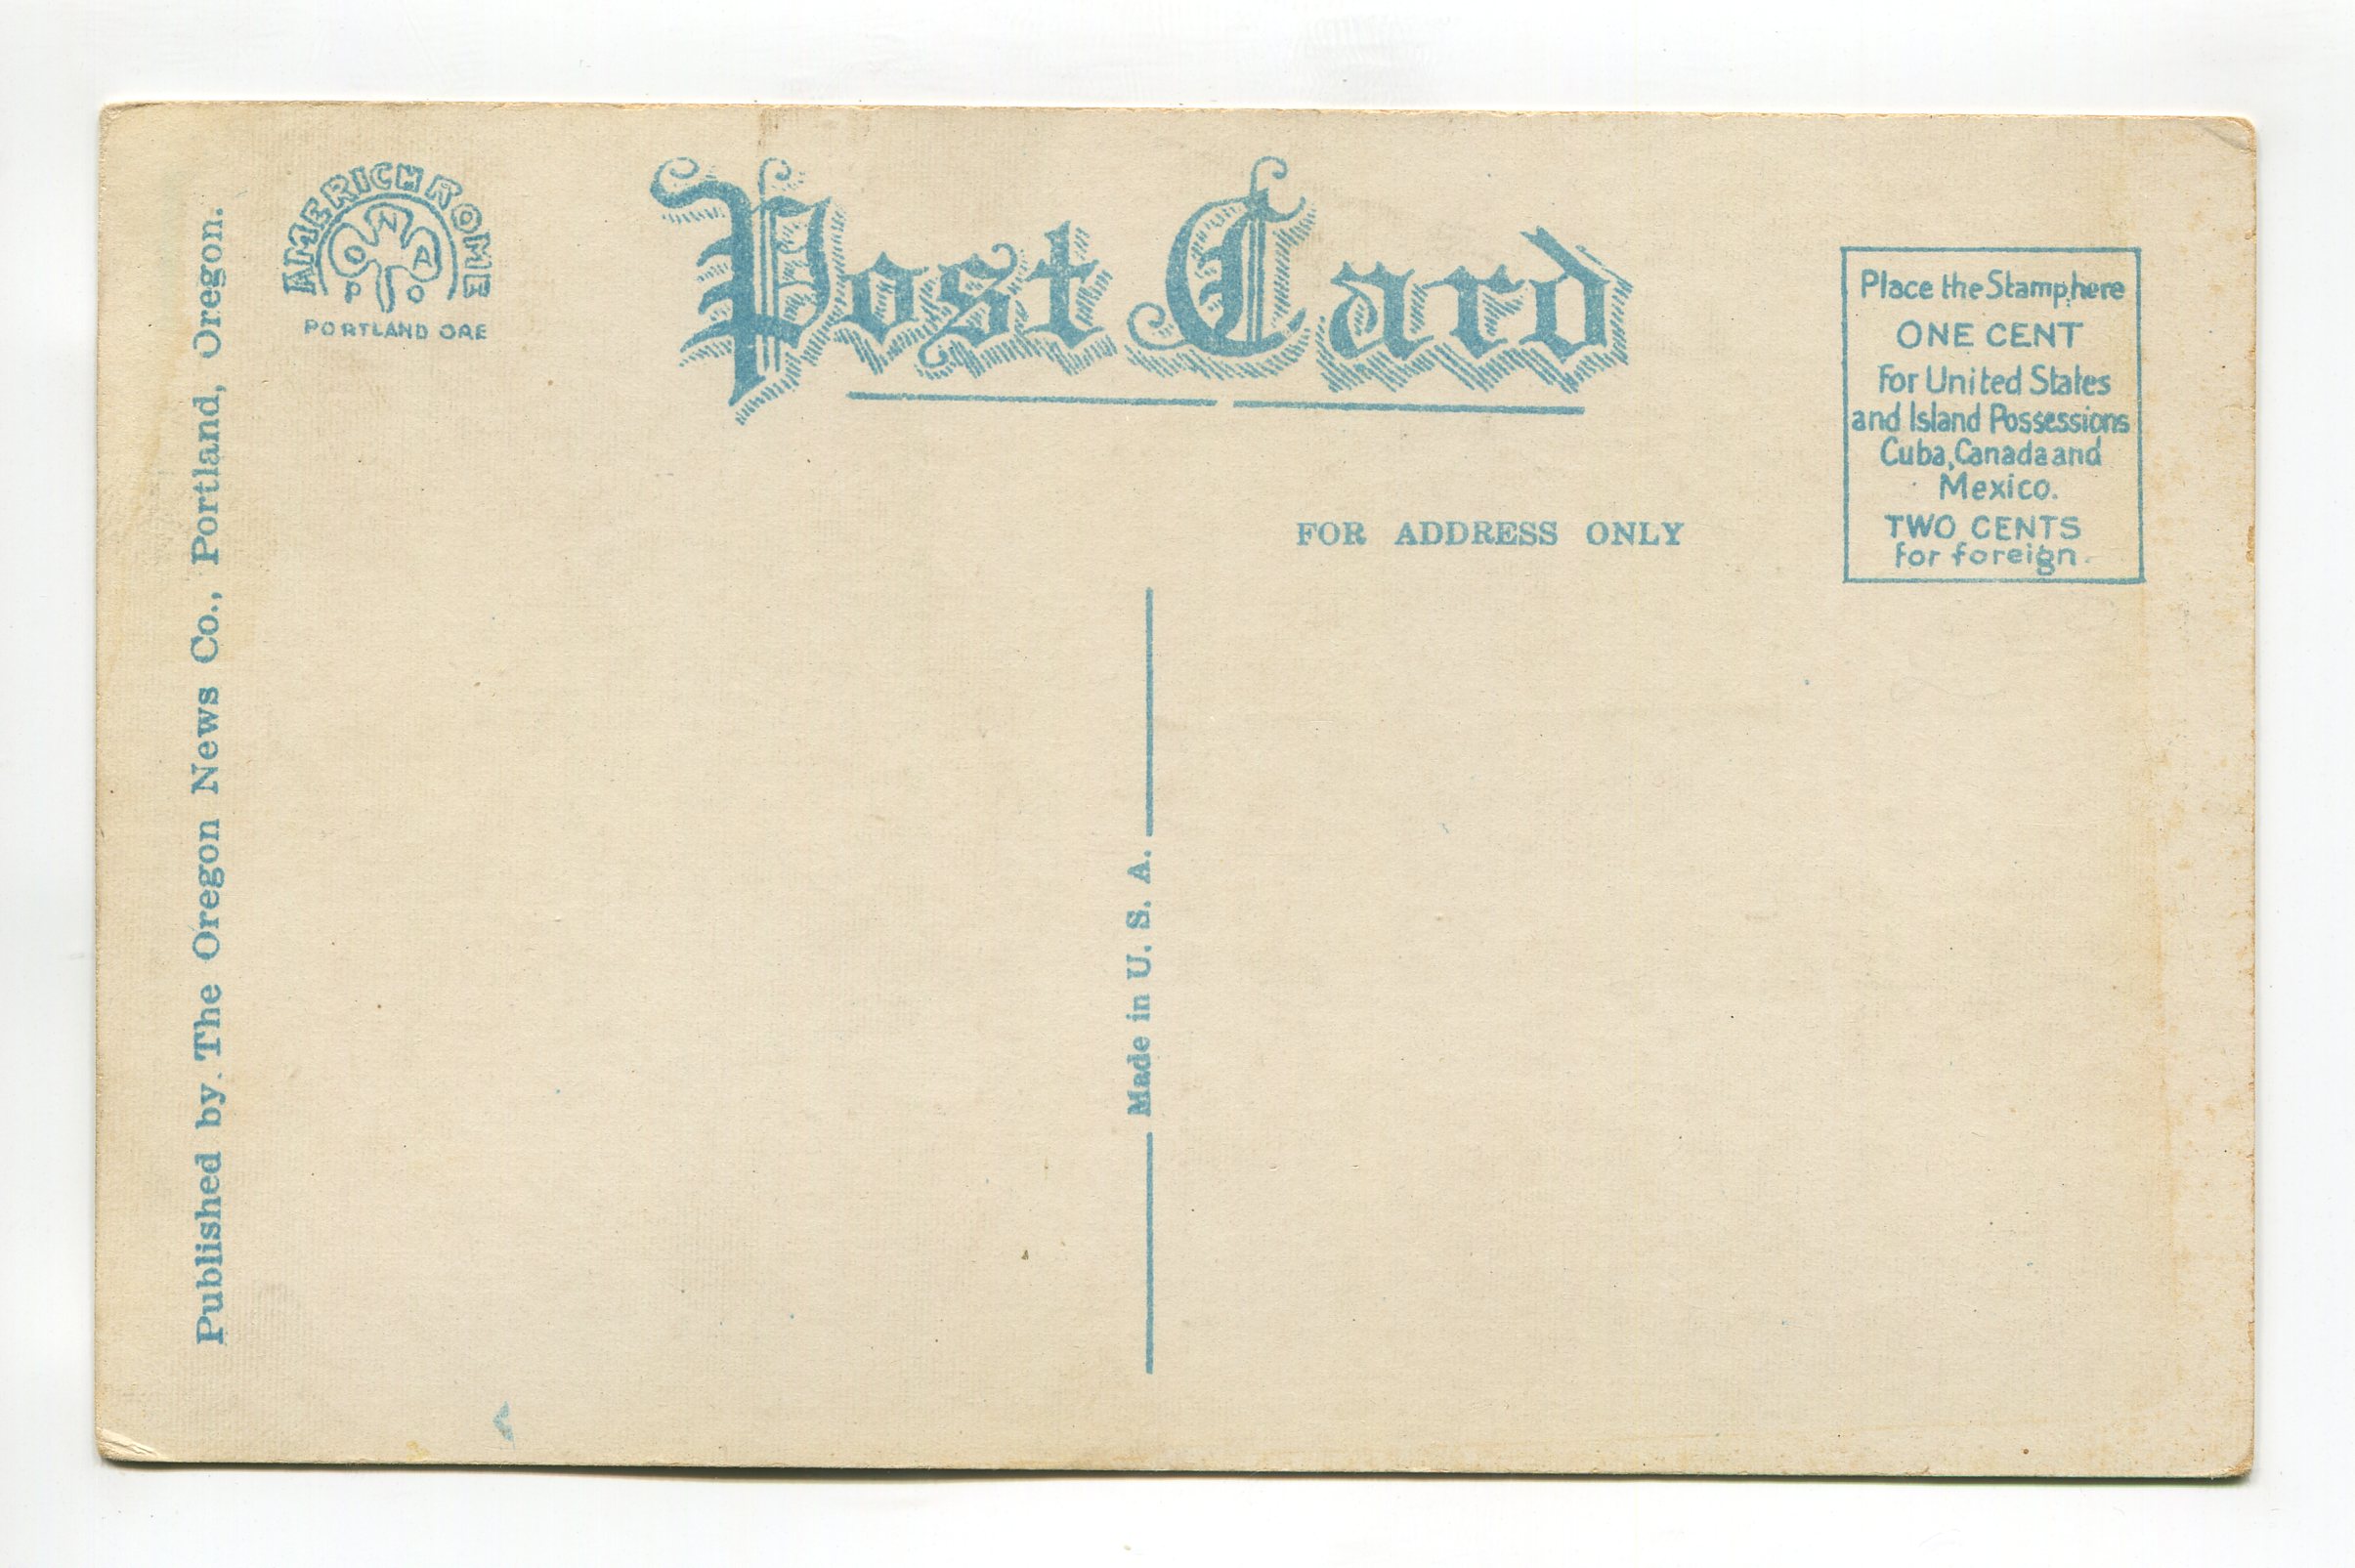 Published by The Oregon News Co., Portland, Oregon.
AMERICHROME
O N A
P O
PORTLAND ORE
Post Card
Place the Stamp here
ONE CENT
For United States
and Island Possessions
Cuba, Canada and
Mexico.
TWO CENTS
for foreign.
FOR ADDRESS ONLY
Made in U. S. A.